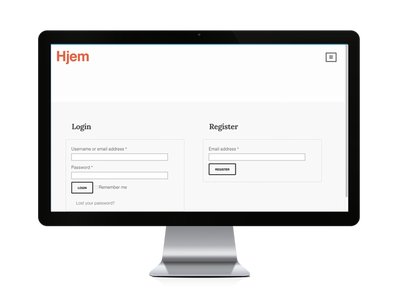 Hjem
Login
Register
Username or email address *
Email address *
Password *
REGISTER
LOGIN
Remember me
Lost your password?